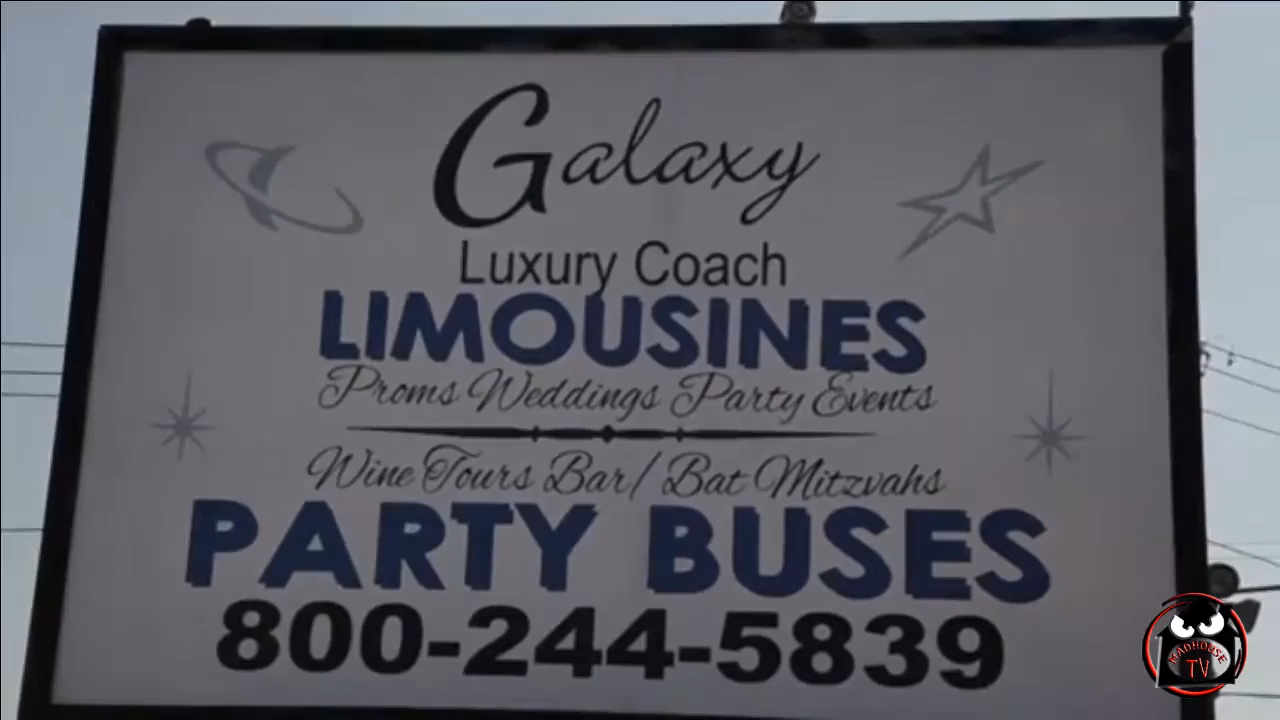 Galaxy
Luxury Coach
LIMOUSINES
Proms Weddings Party Events
Wine Tours Bar/Bat Mitzvahs
PARTY BUSES
800-244-5839
MADHOUSE
TV